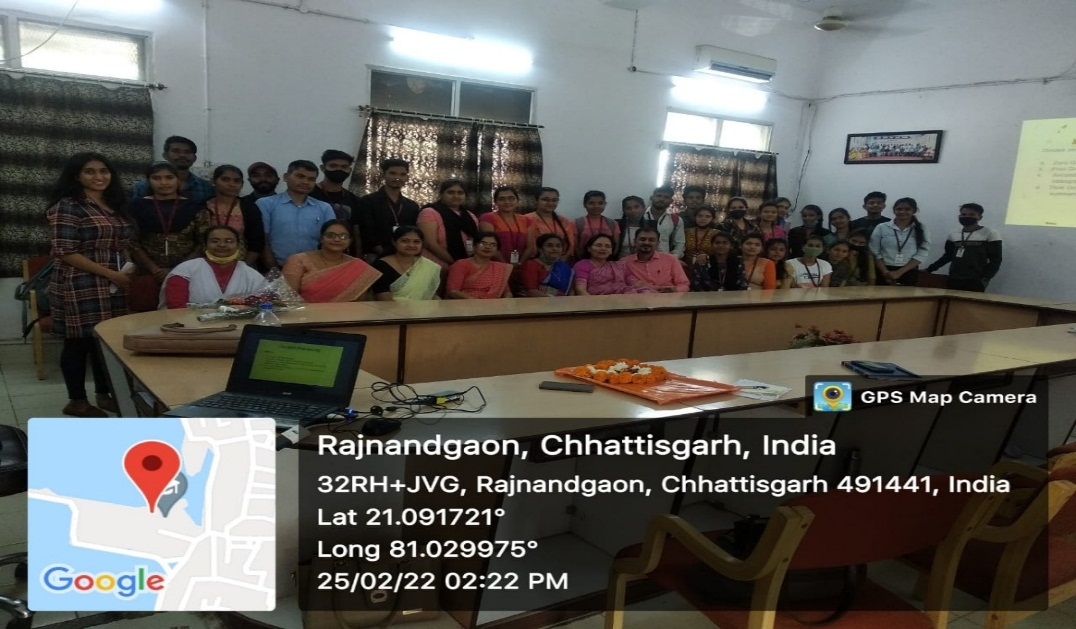 GPS Map Camera
Rajnandgaon, Chhattisgarh, India
32RH+JVG, Rajnandgaon, Chhattisgarh 491441, India
Lat 21.091721°
Long 81.029975°
25/02/22 02:22 PM
Google